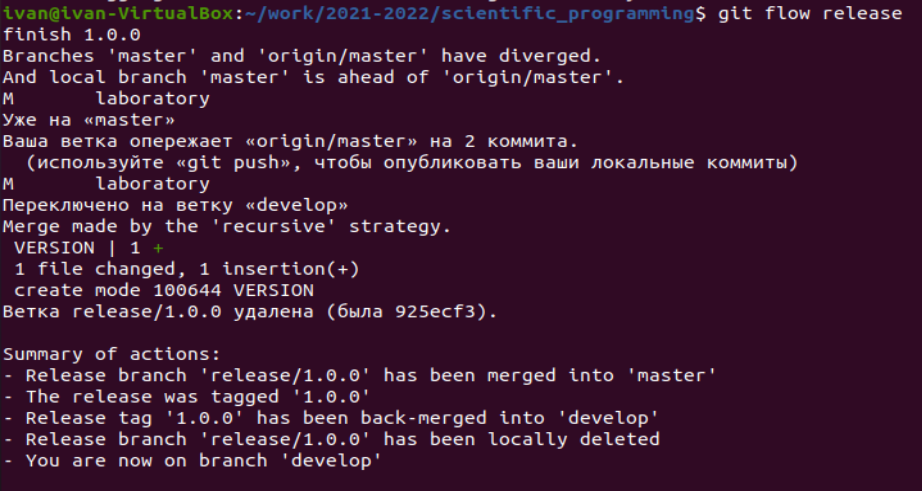 ivan@ivan-VirtualBox:~/work/2021-2022/scientific_programming$ git flow release
finish 1.0.0
Branches 'master' and 'origin/master' have diverged.
And local branch 'master' is ahead of 'origin/master'.
M       laboratory
Уже на «master»
Ваша ветка опережает «origin/master» на 2 коммита.
  (используйте «git push», чтобы опубликовать ваши локальные коммиты)
M       laboratory
Переключено на ветку «develop»
Merge made by the 'recursive' strategy.
 VERSION | 1 +
 1 file changed, 1 insertion(+)
 create mode 100644 VERSION
Ветка release/1.0.0 удалена (была 925ecf3).

Summary of actions:
- Release branch 'release/1.0.0' has been merged into 'master'
- The release was tagged '1.0.0'
- Release tag '1.0.0' has been back-merged into 'develop'
- Release branch 'release/1.0.0' has been locally deleted
- You are now on branch 'develop'